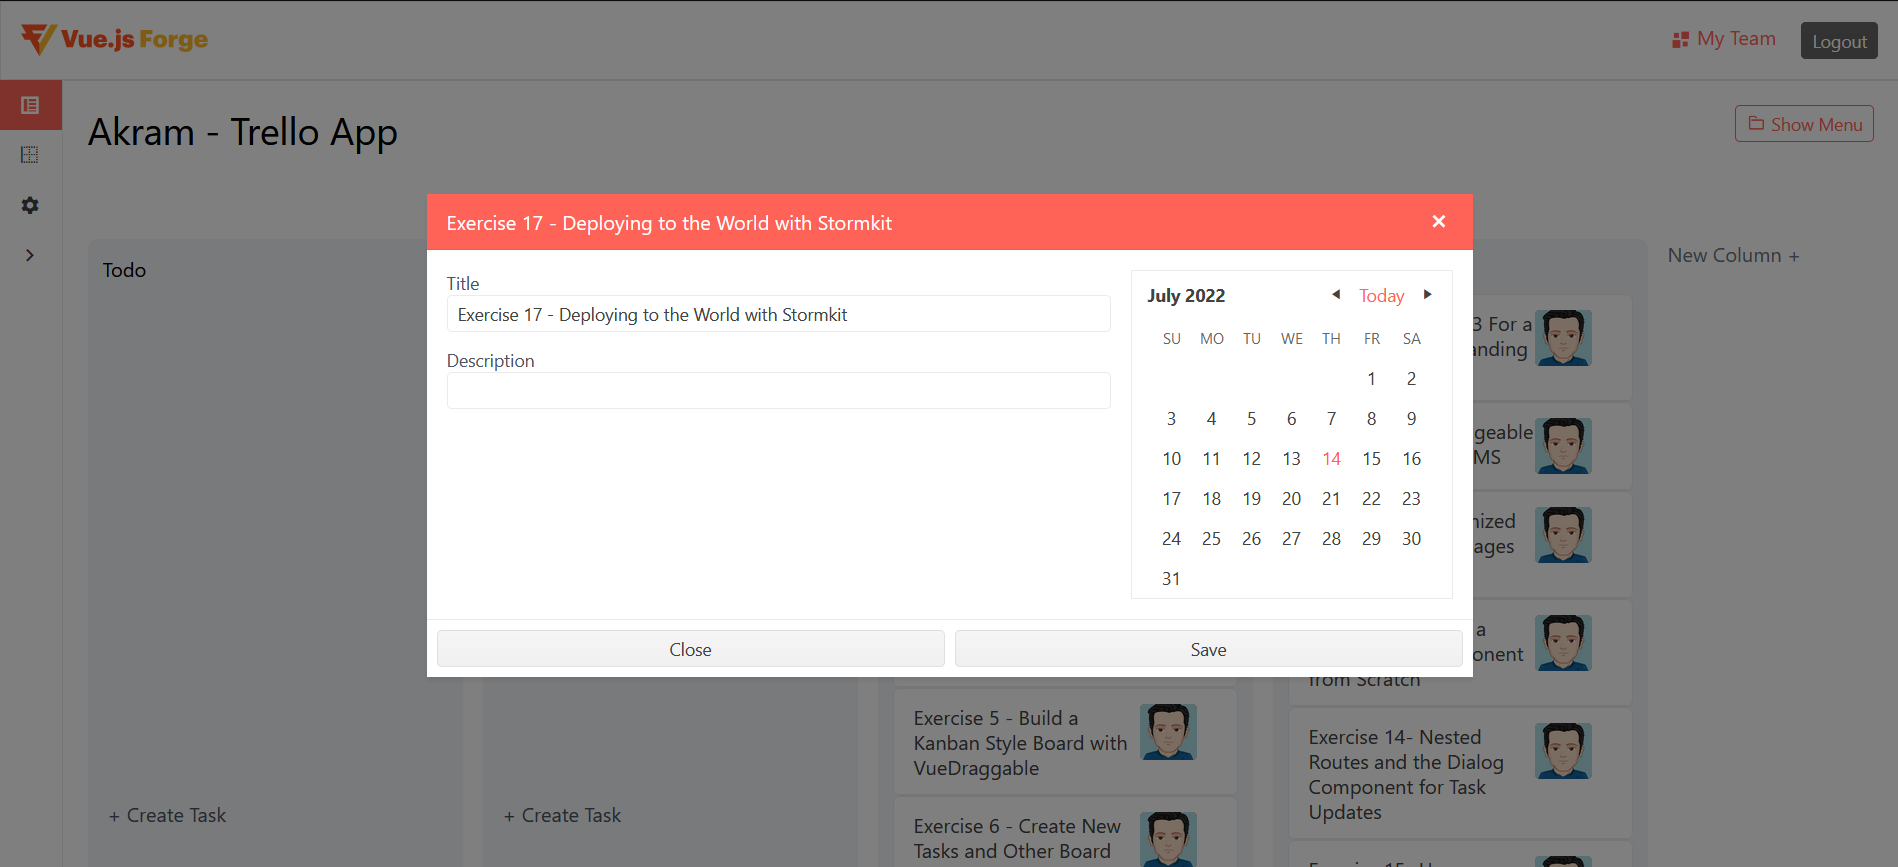 Vue.js Forge
My Team
Logout
Akram - Trello App
Show Menu
Exercise 17 - Deploying to the World with Stormkit
Title
Exercise 17 - Deploying to the World with Stormkit
Description
July 2022
Today
SU MO TU WE TH FR SA
1 2
3 4 5 6 7 8 9
10 11 12 13 14 15 16
17 18 19 20 21 22 23
24 25 26 27 28 29 30
31
Close
Save
Todo
+ Create Task
+ Create Task
Exercise 5 - Build a
Kanban Style Board with
VueDraggable
Exercise 6 - Create New
Tasks and Other Board
3 For a
geable
MS
ages
a
from Scratch
Exercise 14- Nested
Routes and the Dialog
Component for Task
Updates
New Column +